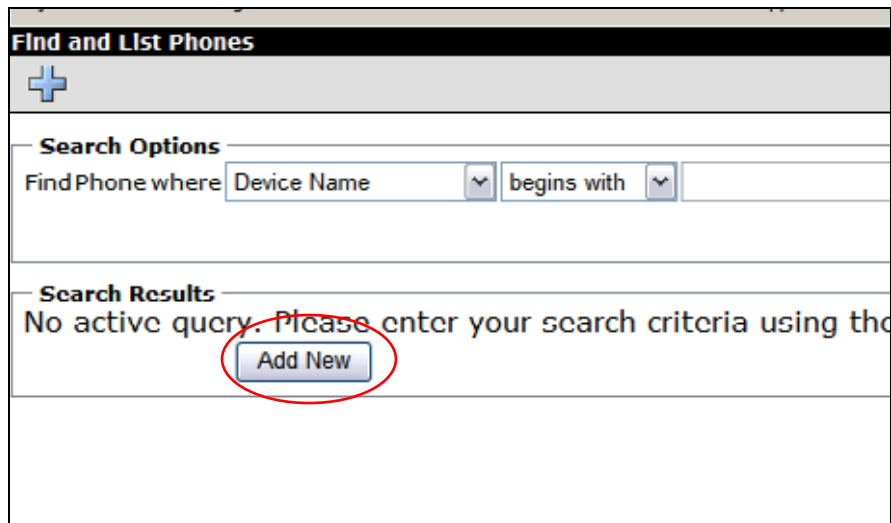 Find and List Phones
Search Options
Find Phone where Device Name begins with
Search Results
No active query. Please enter your search criteria using the
Add New